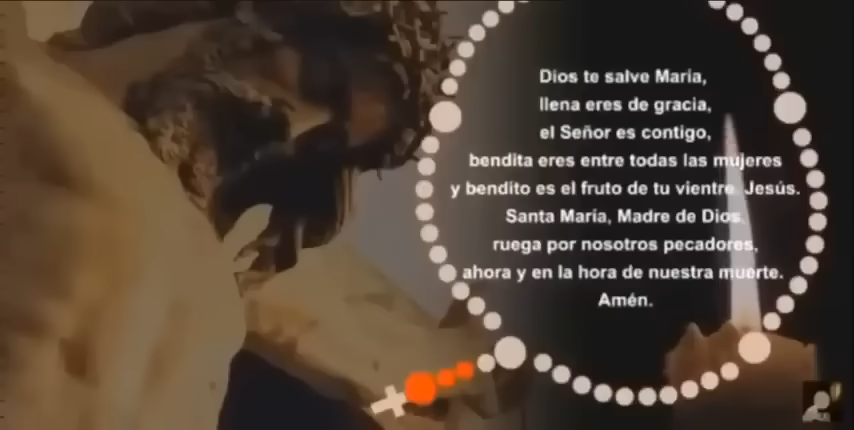 Dios te salve María,
llena eres de gracia,
el Señor es contigo,
bendita eres entre todas las mujeres
y bendito es el fruto de tu vientre, Jesús.
Santa María, Madre de Dios,
ruega por nosotros pecadores,
ahora y en la hora de nuestra muerte.
Amén.